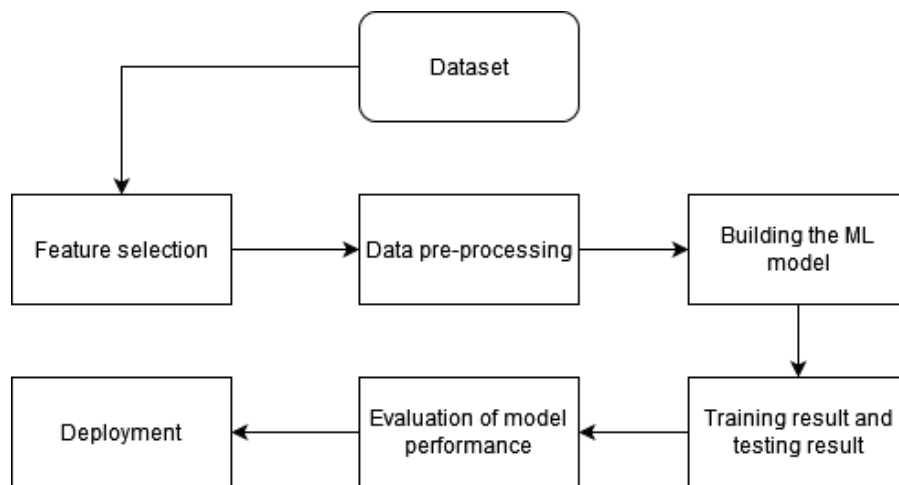 Dataset
Feature selection
Data pre-processing
Building the ML
model
Training result and
testing result
Evaluation of model
performance
Deployment